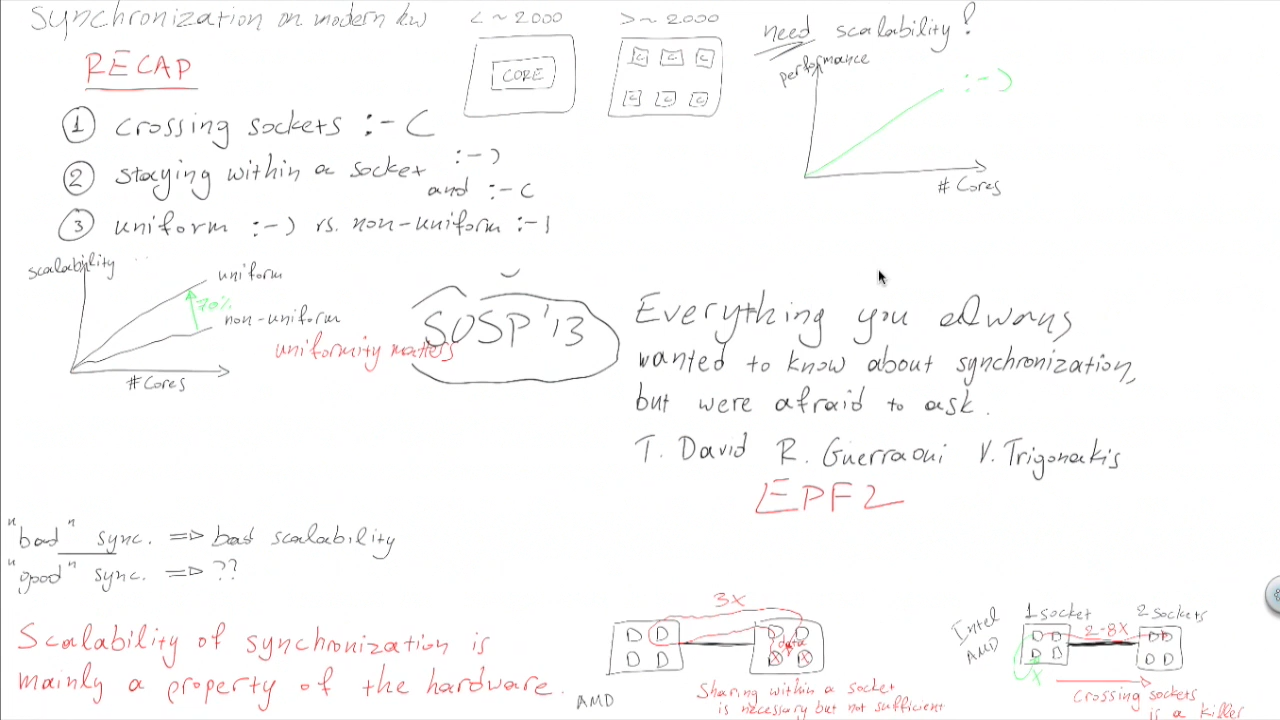 Synchronization on modern hw
< ~2000
> ~2000
need scalability?
RECAP
CORE
C C C
C C C
performance
:-)
# Cores
① crossing sockets :-(
② staying within a socket :-)
and :-(
③ uniform :-) vs. non-uniform :-|
scalability
uniform
70%
non-uniform
# Cores
uniformity matters
SOSP '13
Everything you always
wanted to know about synchronization,
but were afraid to ask.
T. David R. Guerraoui V. Trigonakis
EPFL
"bad" sync. => bad scalability
"good" sync. => ??
Scalability of synchronization is
mainly a property of the hardware.
3x
data
AMD
Sharing within a socket
is necessary but not sufficient
Intel
AMD
1 socket
2 sockets
2-8x
x
Crossing sockets
is a killer